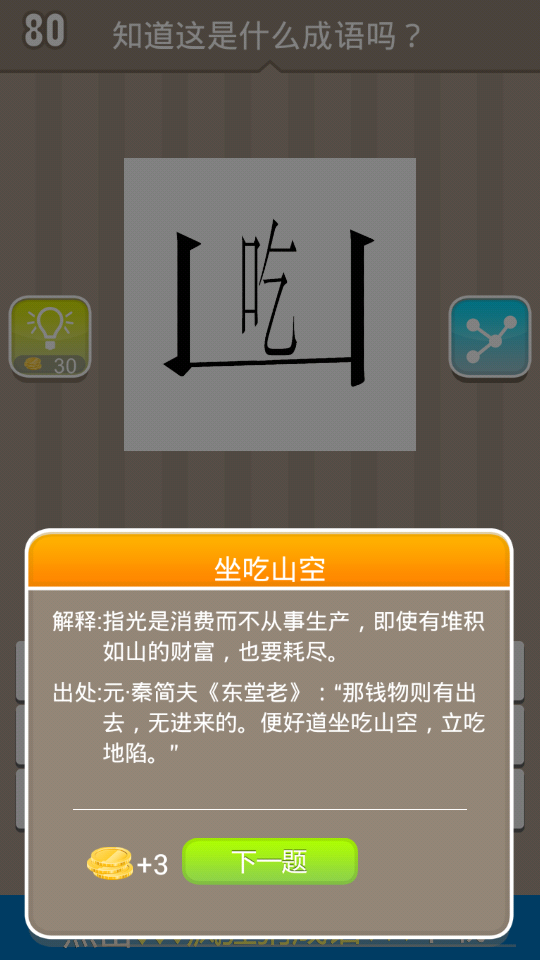 80
知道这是什么成语吗？
吃
30
坐吃山空
解释:指光是消费而不从事生产，即使有堆积
如山的财富，也要耗尽。
出处:元·秦简夫《东堂老》："那钱物则有出
去，无进来的。便好道坐吃山空，立吃
地陷。"
+3
下一题